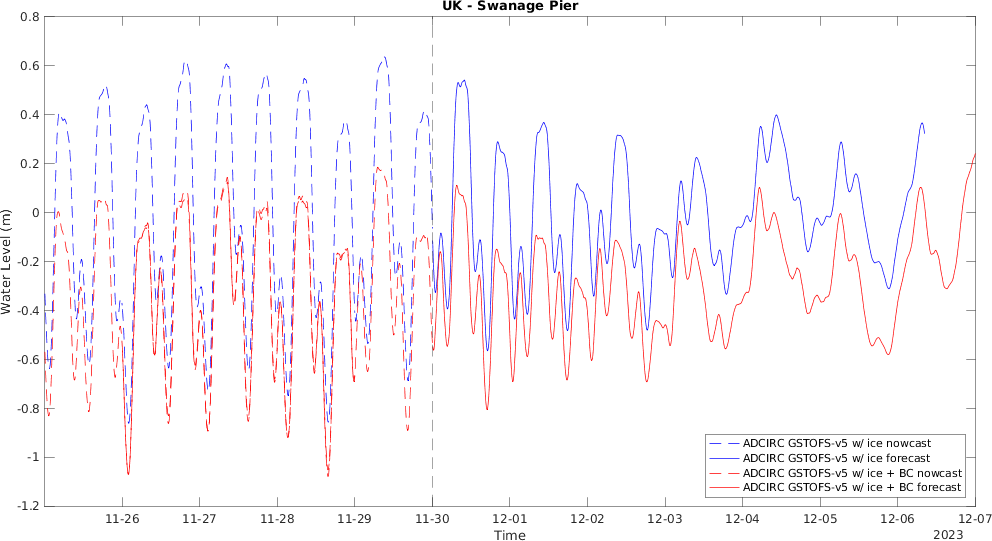 UK - Swanage Pier
Water Level (m)
0.8
0.6
0.4
0.2
0
-0.2
-0.4
-0.6
-0.8
-1
-1.2
ADCIRC GSTOFS-v5 w/ ice nowcast
ADCIRC GSTOFS-v5 w/ ice forecast
ADCIRC GSTOFS-v5 w/ ice + BC nowcast
ADCIRC GSTOFS-v5 w/ ice + BC forecast
11-26 11-27 11-28 11-29 11-30 12-01 12-02 12-03 12-04 12-05 12-06 12-07
Time
2023